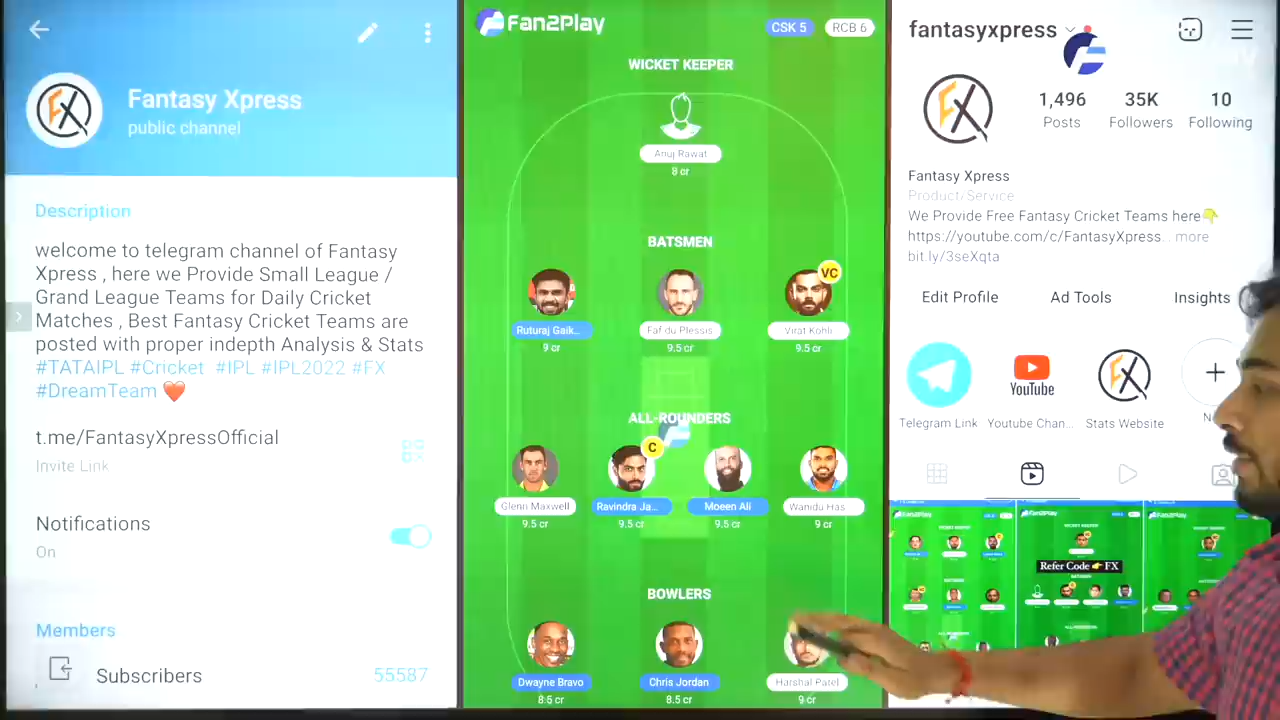 Fantasy Xpress
public channel
Description
welcome to telegram channel of Fantasy
Xpress , here we Provide Small League /
Grand League Teams for Daily Cricket
Matches , Best Fantasy Cricket Teams are
posted with proper indepth Analysis & Stats
#TATAIPL #Cricket #IPL #IPL2022 #FX
#DreamTeam ❤️
t.me/FantasyXpressOfficial
Invite Link
Notifications
On
Members
Subscribers 55587
Fan2Play
CSK 5 RCB 6
WICKET KEEPER
Anuj Rawat
8 cr
BATSMEN
VC
Ruturaj Gaik... Faf du Plessis Virat Kohli
9 cr 9.5 cr 9.5 cr
ALL-ROUNDERS
C
Glenn Maxwell Ravindra Ja... Moeen Ali Wanidu Has
9.5 cr 9.5 cr 9.5 cr 9 cr
BOWLERS
Dwayne Bravo Chris Jordan Harshal Patel
8.5 cr 8.5 cr 9 cr
fantasyxpress
1,496 35K 10
Posts Followers Following
Fantasy Xpress
Product/Service
We Provide Free Fantasy Cricket Teams here👇
https://youtube.com/c/FantasyXpress... more
bit.ly/3seXqta
Edit Profile Ad Tools Insights
YouTube
Telegram Link Youtube Chan... Stats Website
Fan2Play Fan2Play Fan2Play
Refer Code 👉 FX